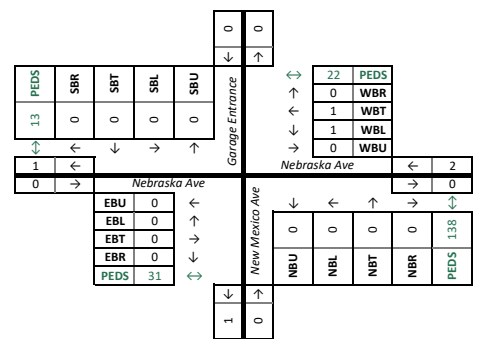 0 0
↓ ↑
Garage Entrance
PEDS SBR SBT SBL SBU
13 0 0 0 0
↕ ← ↓ → ↑
↔ 22 PEDS
↑ 0 WBR
← 1 WBT
↓ 1 WBL
→ 0 WBU
1 ←
0 →
Nebraska Ave
← 2
→ 0
Nebraska Ave
EBU 0 ←
EBL 0 ↑
EBT 0 →
EBR 0 ↓
PEDS 31 ↔
New Mexico Ave
↓ ← ↑ → ↕
0 0 0 0 138
NBU NBL NBT NBR PEDS
↓ ↑
1 0